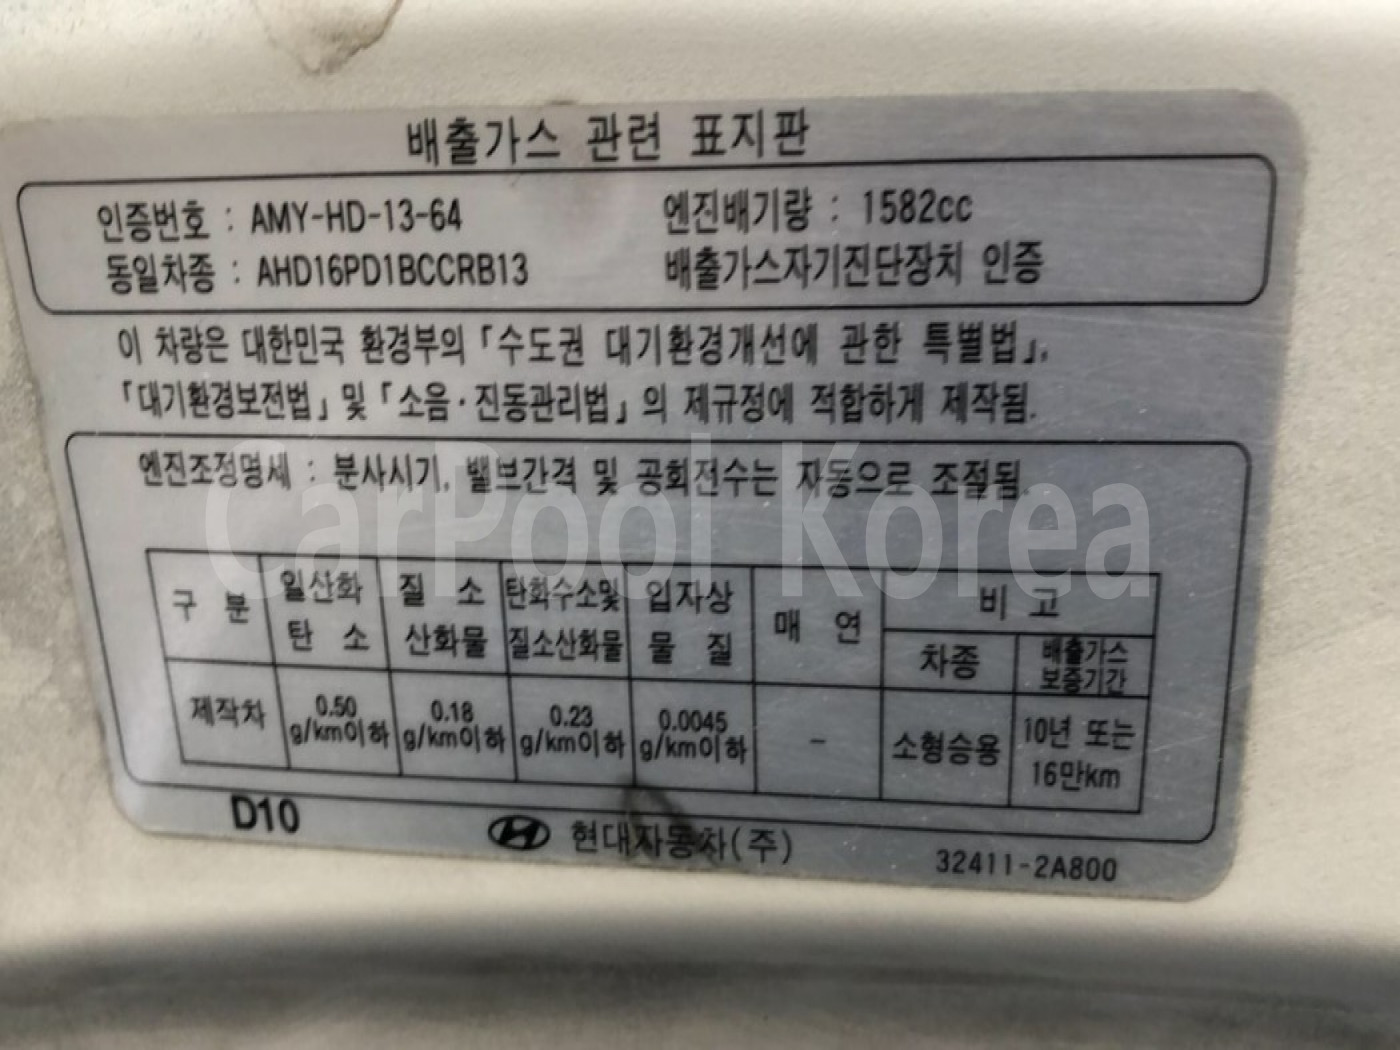 배출가스 관련 표지판
인증번호 : AMY-HD-13-64 엔진배기량 : 1582cc
동일차종 : AHD16PD1BCCRB13 배출가스자기진단장치 인증
이 차량은 대한민국 환경부의 「수도권 대기환경개선에 관한 특별법」,
「대기환경보전법」 및 「소음·진동관리법」의 제규정에 적합하게 제작됨.
엔진조정명세 : 분사시기, 밸브간격 및 공회전수는 자동으로 조절됨.
CarPool Korea
구 분 일산화 탄 소 질 소 산화물 탄화수소및 질소산화물 입자상 물 질 매 연 비 고
차종 배출가스 보증기간
제작차 0.50 g/km이하 0.18 g/km이하 0.23 g/km이하 0.0045 g/km이하 - 소형승용 10년 또는 16만km
D10 현대자동차(주) 32411-2A800